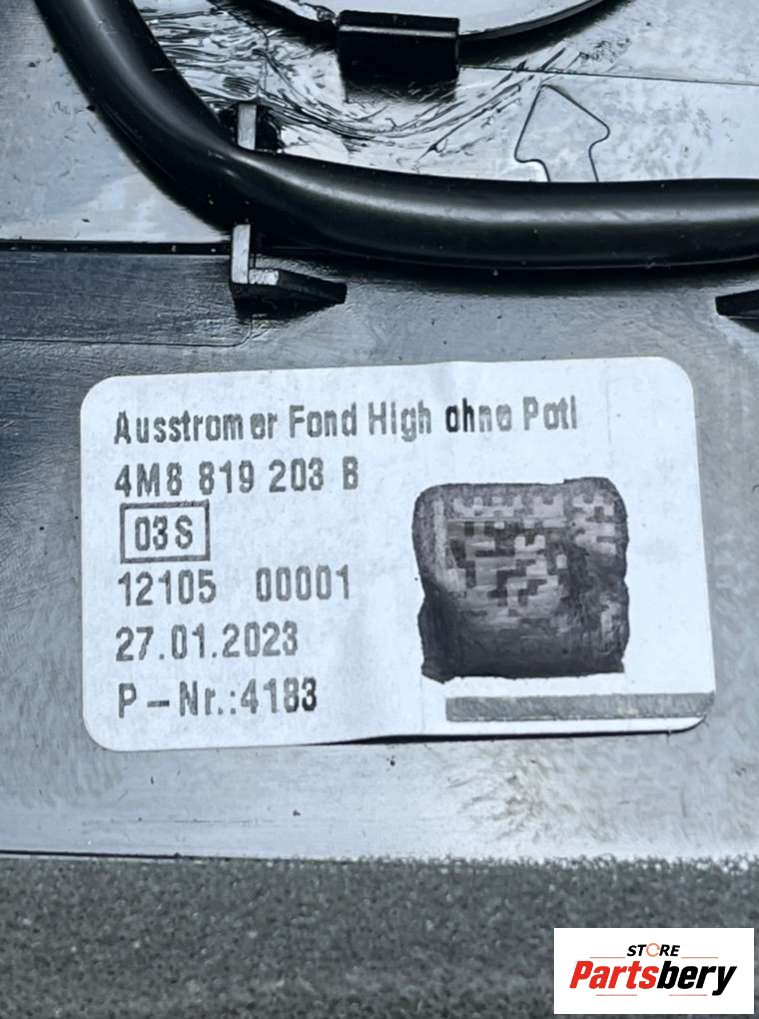 Ausstromer Fond High ohne Poti
4M8 819 203 B
03S
12105 00001
27.01.2023
P-Nr.:4183
STORE
Partsbery